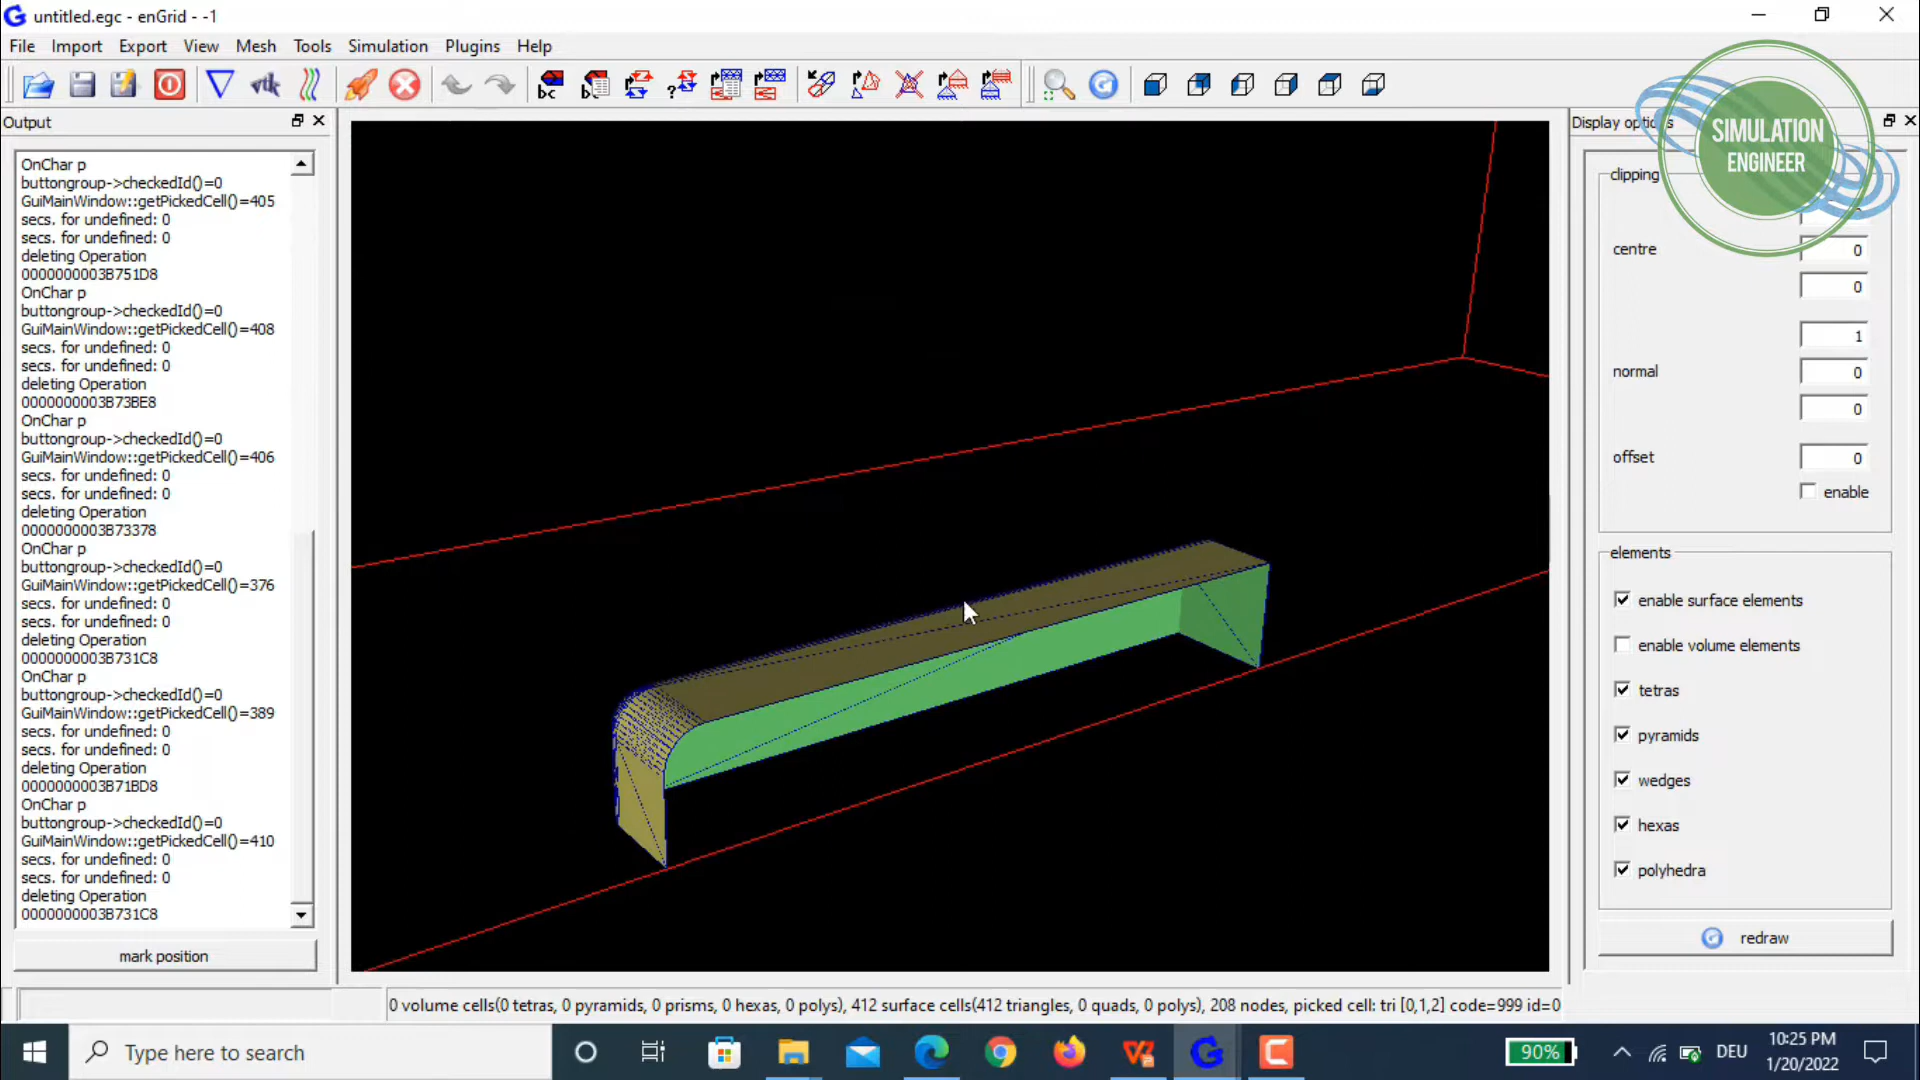 untitled.egc - enGrid - -1
File Import Export View Mesh Tools Simulation Plugins Help
vtk
bc
?
Output
OnChar p
buttongroup->checkedId()=0
GuiMainWindow::getPickedCell()=405
secs. for undefined: 0
secs. for undefined: 0
deleting Operation
0000000003B751D8
OnChar p
buttongroup->checkedId()=0
GuiMainWindow::getPickedCell()=408
secs. for undefined: 0
secs. for undefined: 0
deleting Operation
0000000003B73BE8
OnChar p
buttongroup->checkedId()=0
GuiMainWindow::getPickedCell()=406
secs. for undefined: 0
secs. for undefined: 0
deleting Operation
0000000003B73378
OnChar p
buttongroup->checkedId()=0
GuiMainWindow::getPickedCell()=376
secs. for undefined: 0
secs. for undefined: 0
deleting Operation
0000000003B731C8
OnChar p
buttongroup->checkedId()=0
GuiMainWindow::getPickedCell()=389
secs. for undefined: 0
secs. for undefined: 0
deleting Operation
0000000003B71BD8
OnChar p
buttongroup->checkedId()=0
GuiMainWindow::getPickedCell()=410
secs. for undefined: 0
secs. for undefined: 0
deleting Operation
0000000003B731C8
mark position
SIMULATION
ENGINEER
clipping
centre 0
0
1
normal 0
0
offset 0
enable
elements
enable surface elements
enable volume elements
tetras
pyramids
wedges
hexas
polyhedra
redraw
0 volume cells(0 tetras, 0 pyramids, 0 prisms, 0 hexas, 0 polys), 412 surface cells(412 triangles, 0 quads, 0 polys), 208 nodes, picked cell: tri [0,1,2] code=999 id=0
Type here to search
90%
DEU
10:25 PM
1/20/2022